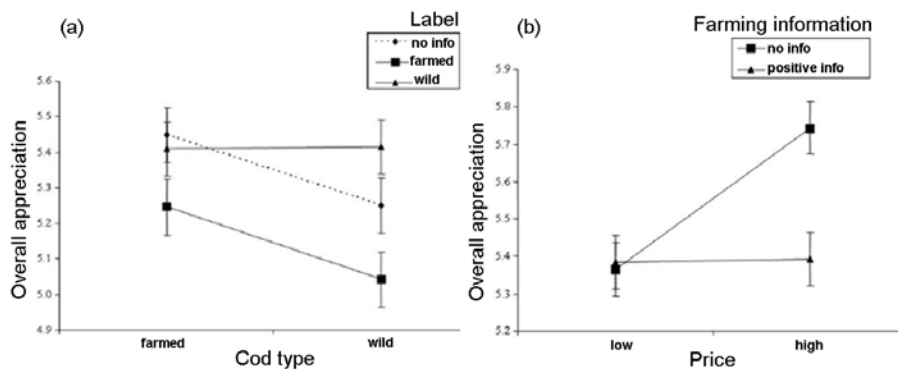 (a)
Label
no info
farmed
wild
Overall appreciation
5.6
5.5
5.4
5.3
5.2
5.1
5.0
4.9
farmed
wild
Cod type
(b)
Farming information
no info
positive info
Overall appreciation
5.9
5.8
5.7
5.6
5.5
5.4
5.3
5.2
low
high
Price